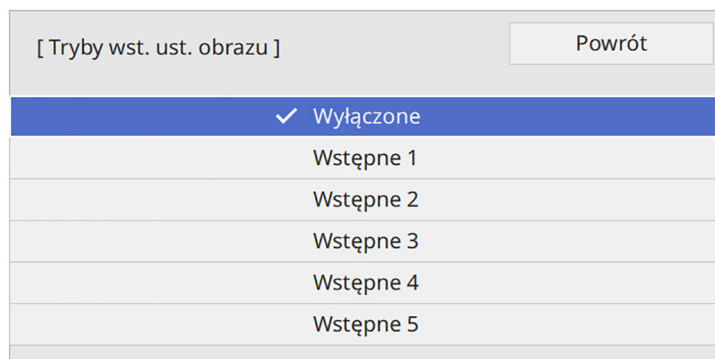 [ Tryby wst. ust. obrazu ]
Powrót
Wyłączone
Wstępne 1
Wstępne 2
Wstępne 3
Wstępne 4
Wstępne 5